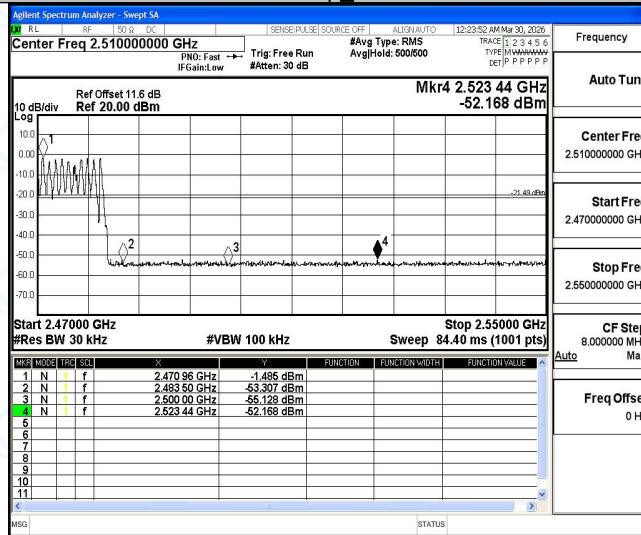 Agilent Spectrum Analyzer - Swept SA
LXI RL RF 50 Ω DC SENSE:PULSE SOURCE OFF ALIGNAUTO 12:23:52 AM Mar 30, 2026
Center Freq 2.510000000 GHz
PNO: Fast
IFGain:Low
Trig: Free Run
#Atten: 30 dB
#Avg Type: RMS
Avg|Hold: 500/500
TRACE 1 2 3 4 5 6
TYPE M WWWWW
DET P P P P P P
Ref Offset 11.6 dB
Ref 20.00 dBm
10 dB/div
Log
Mkr4 2.523 44 GHz
-52.168 dBm
10.0
0.00
-10.0
-20.0
-30.0
-40.0
-50.0
-60.0
-70.0
1
2
3
4
-21.49 dBm
Start 2.47000 GHz Stop 2.55000 GHz
#Res BW 30 kHz #VBW 100 kHz Sweep 84.40 ms (1001 pts)
MKR MODE TRC SCL X Y FUNCTION FUNCTION WIDTH FUNCTION VALUE
1 N 1 f 2.470 96 GHz -1.485 dBm
2 N 1 f 2.483 50 GHz -53.307 dBm
3 N 1 f 2.500 00 GHz -55.128 dBm
4 N 1 f 2.523 44 GHz -52.168 dBm
5
6
7
8
9
10
11
MSG STATUS
Frequency
Auto Tun
Center Fre
2.510000000 GH
Start Fre
2.470000000 GH
Stop Fre
2.550000000 GH
CF Ste
8.000000 MH
Auto Ma
Freq Offse
0 H